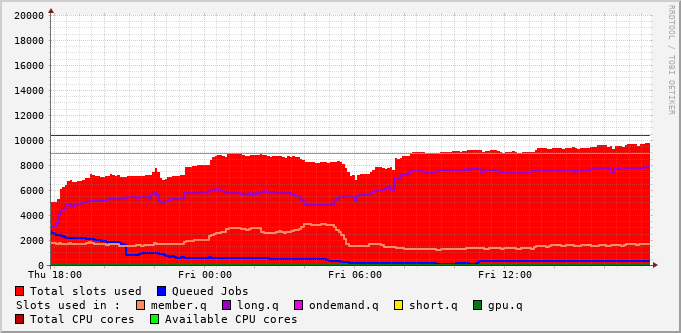 20000
18000
16000
14000
12000
10000
8000
6000
4000
2000
0
Thu 18:00 Fri 00:00 Fri 06:00 Fri 12:00
RRDTOOL / TOBI OETIKER
Total slots used Queued Jobs
Slots used in : member.q long.q ondemand.q short.q gpu.q
Total CPU cores Available CPU cores